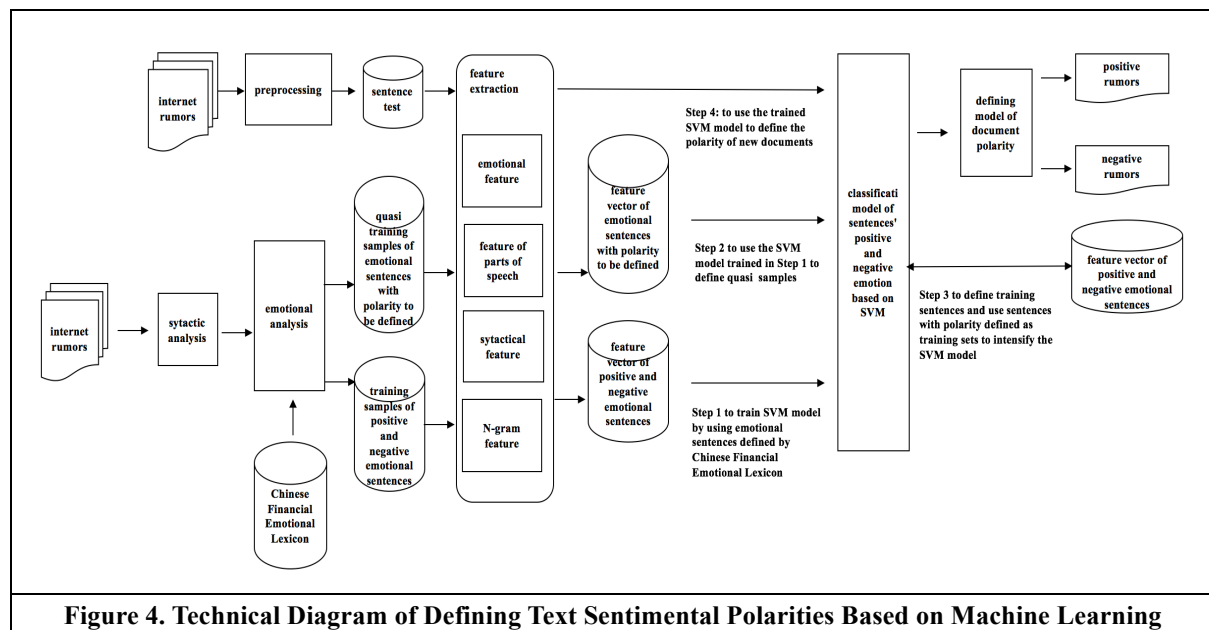 internet
rumors
preprocessing
sentence
test
feature
extraction
emotional
feature
feature of
parts of
speech
sytactical
feature
N-gram
feature
Step 4: to use the trained
SVM model to define the
polarity of new documents
classificati
model of
sentences'
positive
and
negative
emotion
based on
SVM
defining
model of
document
polarity
positive
rumors
negative
rumors
internet
rumors
sytactic
analysis
emotional
analysis
Chinese
Financial
Emotional
Lexicon
quasi
training
samples of
emotional
sentences
with
polarity to
be defined
training
samples of
positive
and
negative
emotional
sentences
feature
vector of
emotional
sentences
with polarity
to be defined
feature
vector of
positive and
negative
emotional
sentences
Step 2 to use the SVM
model trained in Step 1 to
define quasi samples
Step 1 to train SVM model
by using emotional
sentences defined by
Chinese Financial
Emotional Lexicon
Step 3 to define training
sentences and use sentences
with polarity defined as
training sets to intensify the
SVM model
feature vector of
positive and
negative emotional
sentences
Figure 4. Technical Diagram of Defining Text Sentimental Polarities Based on Machine Learning